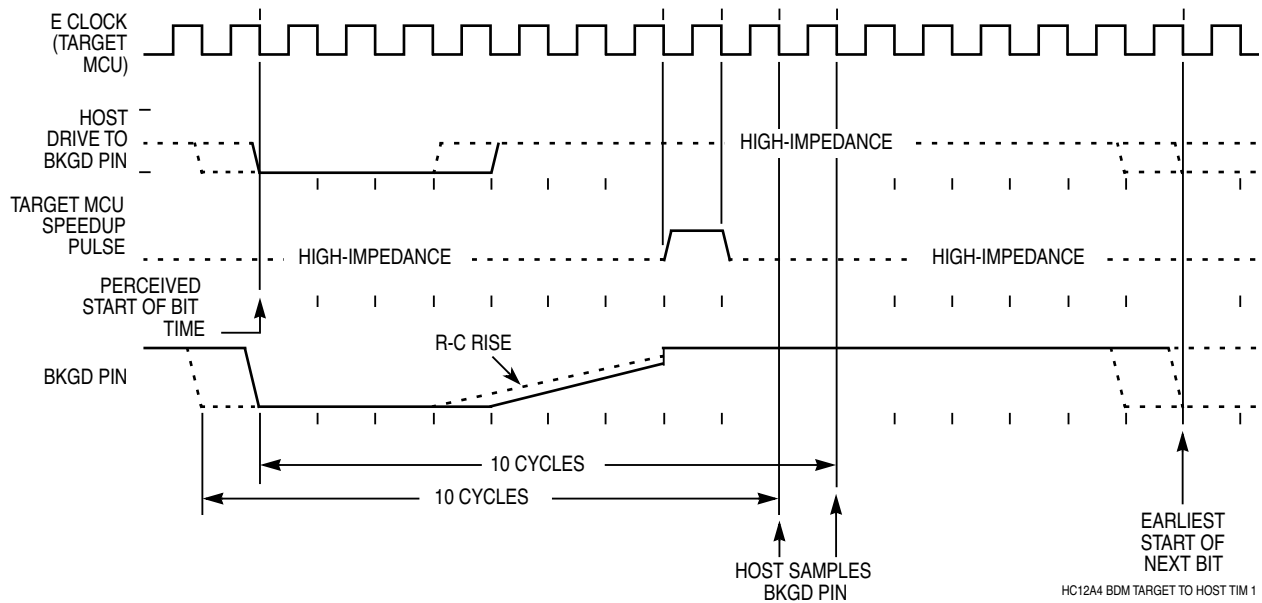 E CLOCK
(TARGET
MCU)
HOST
DRIVE TO
BKGD PIN
HIGH-IMPEDANCE
TARGET MCU
SPEEDUP
PULSE
HIGH-IMPEDANCE
HIGH-IMPEDANCE
PERCEIVED
START OF BIT
TIME
R-C RISE
BKGD PIN
10 CYCLES
10 CYCLES
HOST SAMPLES
BKGD PIN
EARLIEST
START OF
NEXT BIT
HC12A4 BDM TARGET TO HOST TIM 1